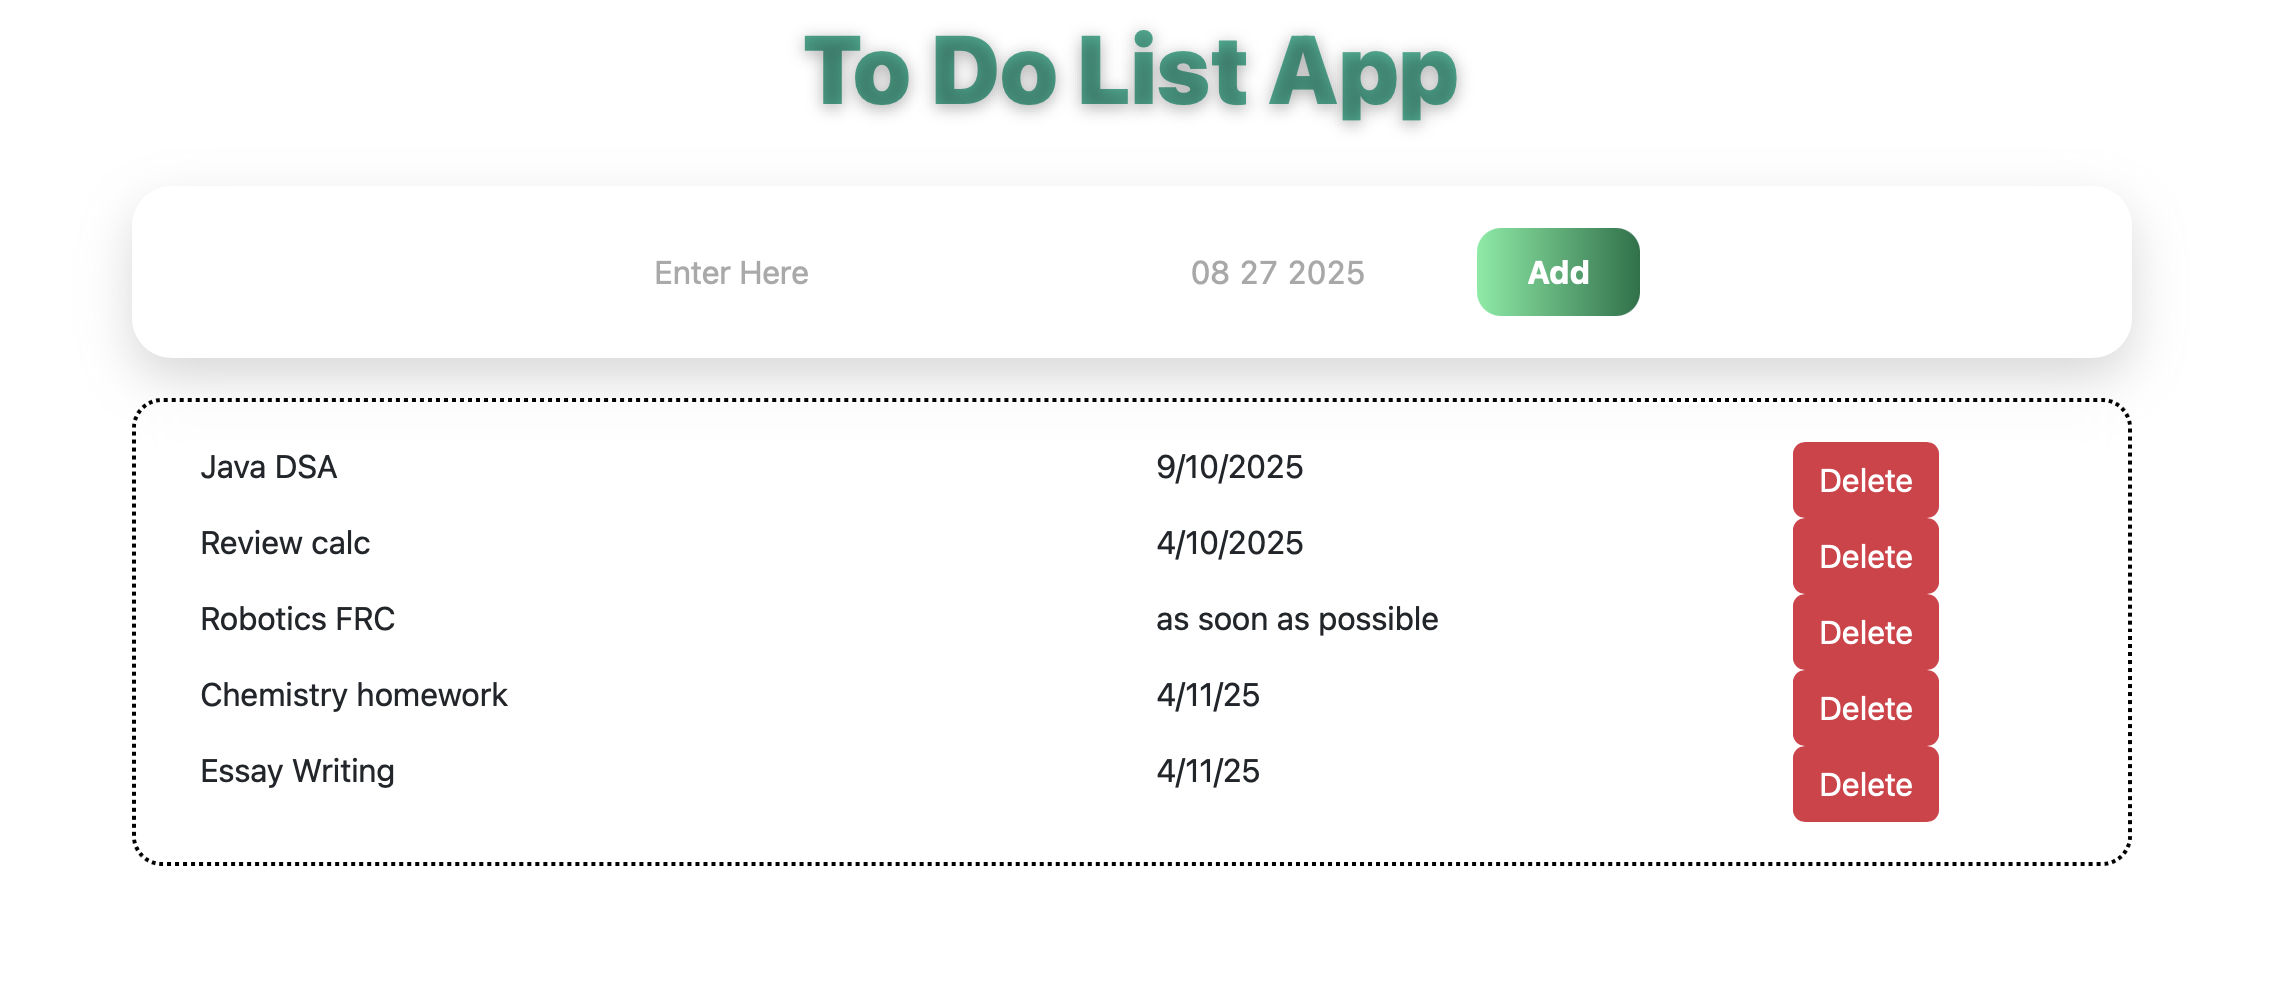 To Do List App
Enter Here 08 27 2025 Add
Java DSA 9/10/2025 Delete
Review calc 4/10/2025 Delete
Robotics FRC as soon as possible Delete
Chemistry homework 4/11/25 Delete
Essay Writing 4/11/25 Delete